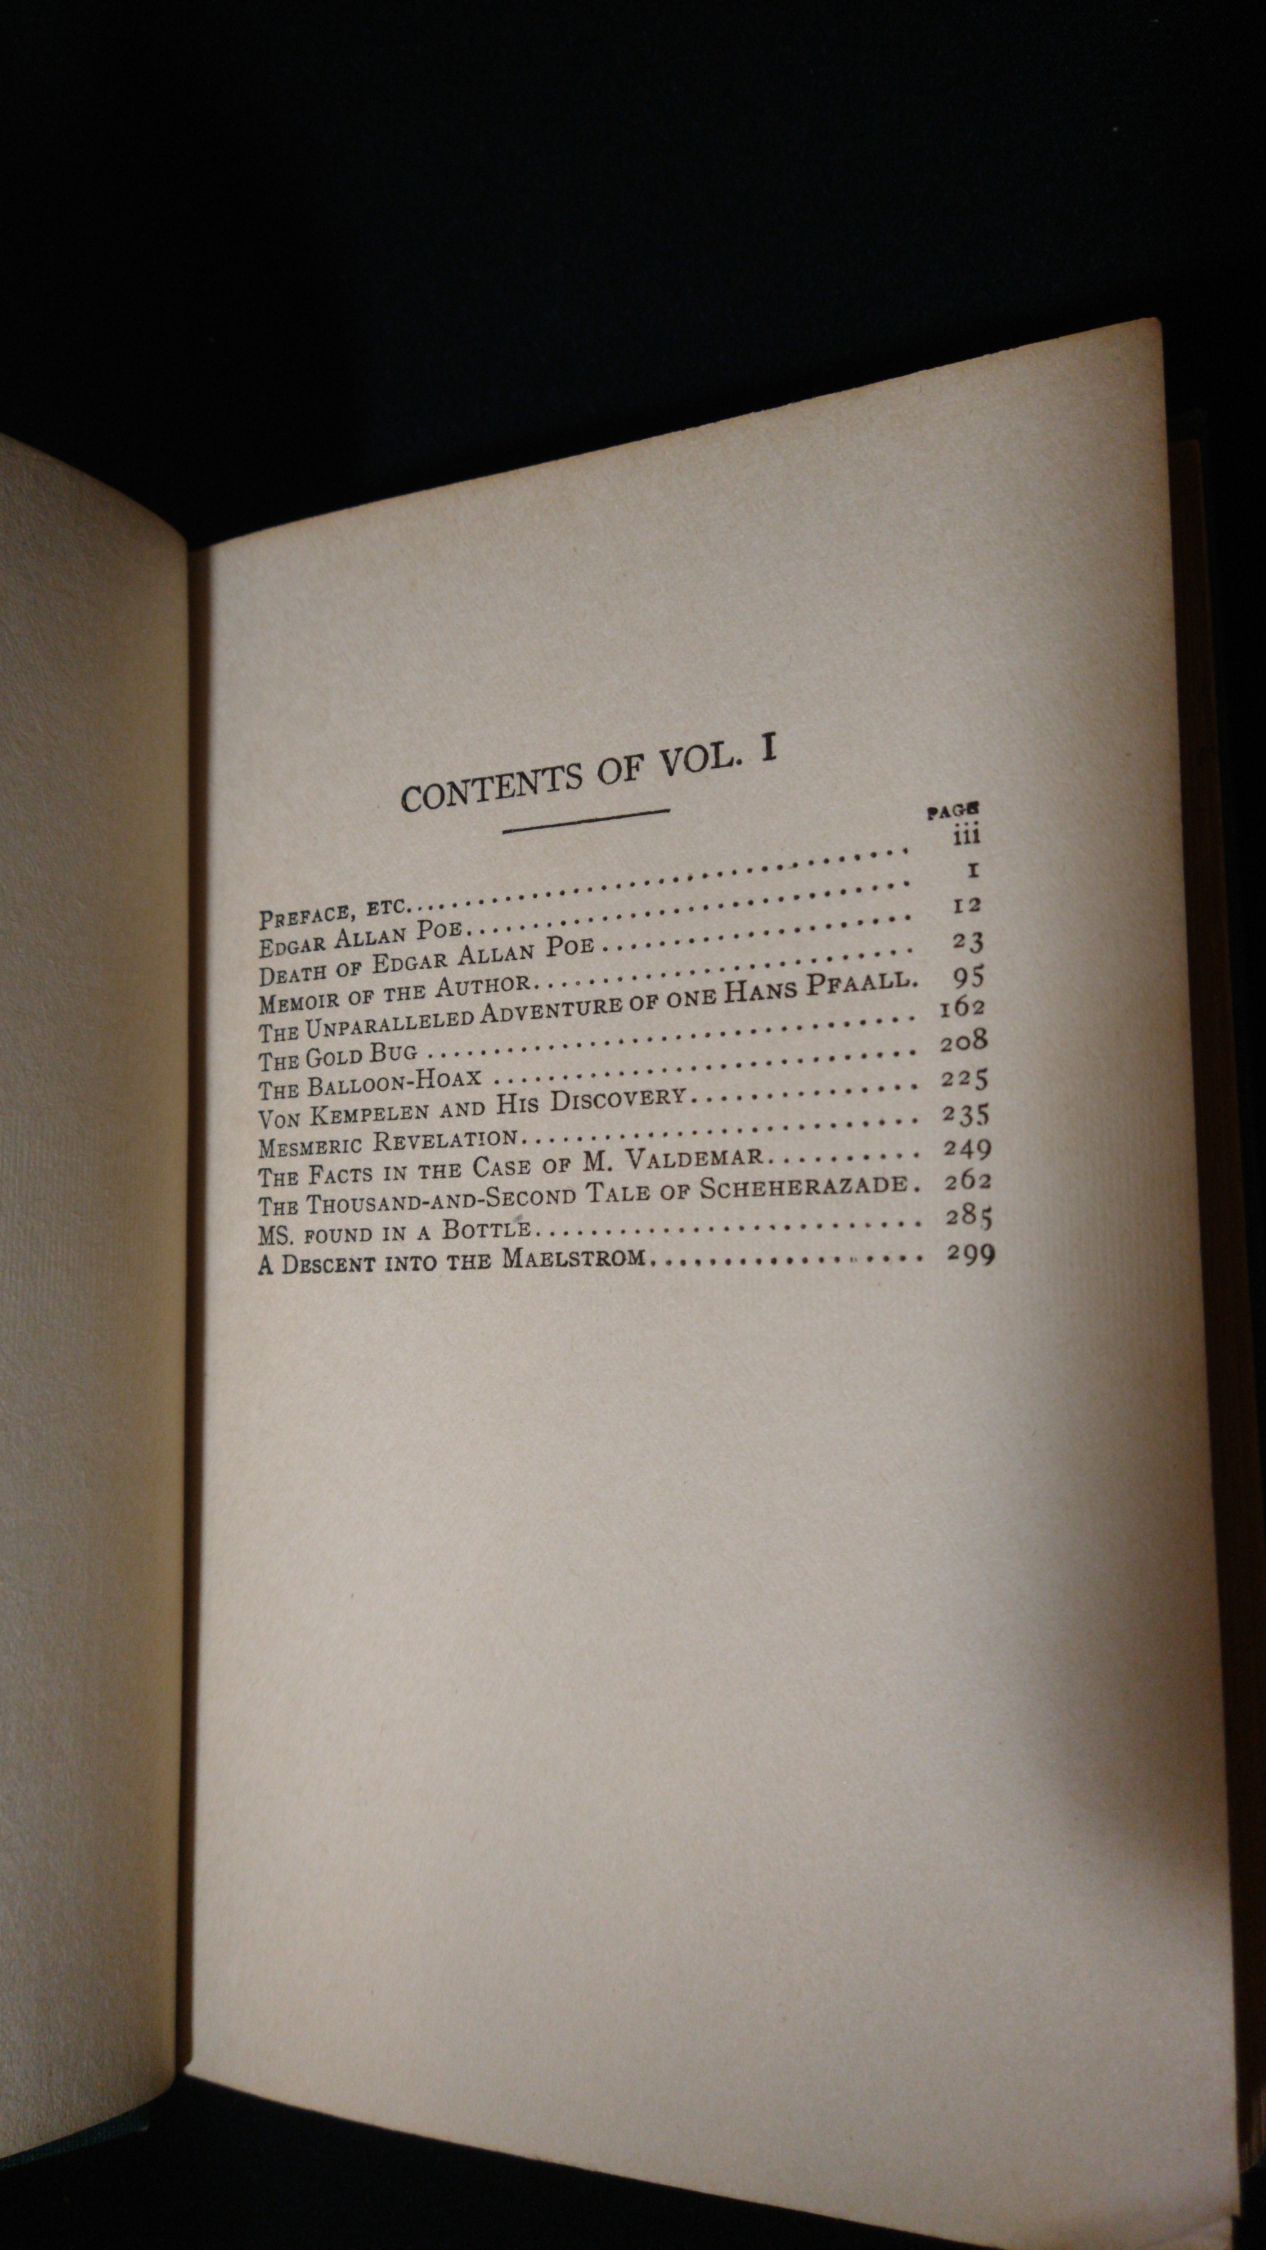 CONTENTS OF VOL. I
PAGE
PREFACE, ETC........................................ iii
EDGAR ALLAN POE.................................. 1
DEATH OF EDGAR ALLAN POE...................... 12
MEMOIR OF THE AUTHOR.......................... 23
THE UNPARALLELED ADVENTURE OF ONE HANS PFAALL. 95
THE GOLD BUG .................................... 162
THE BALLOON-HOAX ............................... 208
VON KEMPELEN AND HIS DISCOVERY............... 225
MESMERIC REVELATION............................ 235
THE FACTS IN THE CASE OF M. VALDEMAR.......... 249
THE THOUSAND-AND-SECOND TALE OF SCHEHERAZADE. 262
MS. FOUND IN A BOTTLE.......................... 285
A DESCENT INTO THE MAELSTROM.................. 299